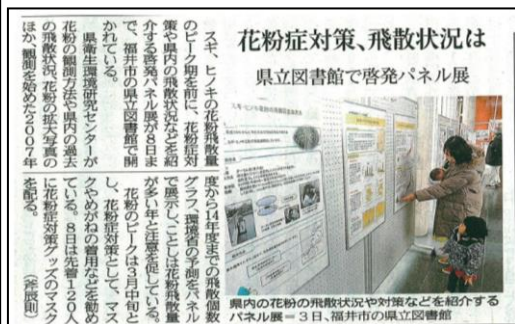 花粉症対策、飛散状況は
県立図書館で啓発パネル展
スギ、ヒノキの花粉飛散量
のピーク期を前に、花粉症対
策や県内の飛散状況などを紹
介する啓発パネル展が8日ま
で、福井市の県立図書館で開
かれている。
県衛生環境研究センターが
花粉の観測方法や県内の過去
の飛散状況、花粉の拡大写真の
ほか、観測を始めた2007年
度から14年度までの飛散個数
グラフ、環境省の予測をパネル
で展示し、ことしは花粉飛散量
が多い年と注意を促している。
花粉のピークは3月中旬と
し、花粉症対策として、マス
クやめがねの着用などを勧め
ている。8日は先着120人
に花粉症対策グッズのマスク
を配る。
(斧辰則)
県内の花粉の飛散状況や対策などを紹介する
パネル展＝3日、福井市の県立図書館